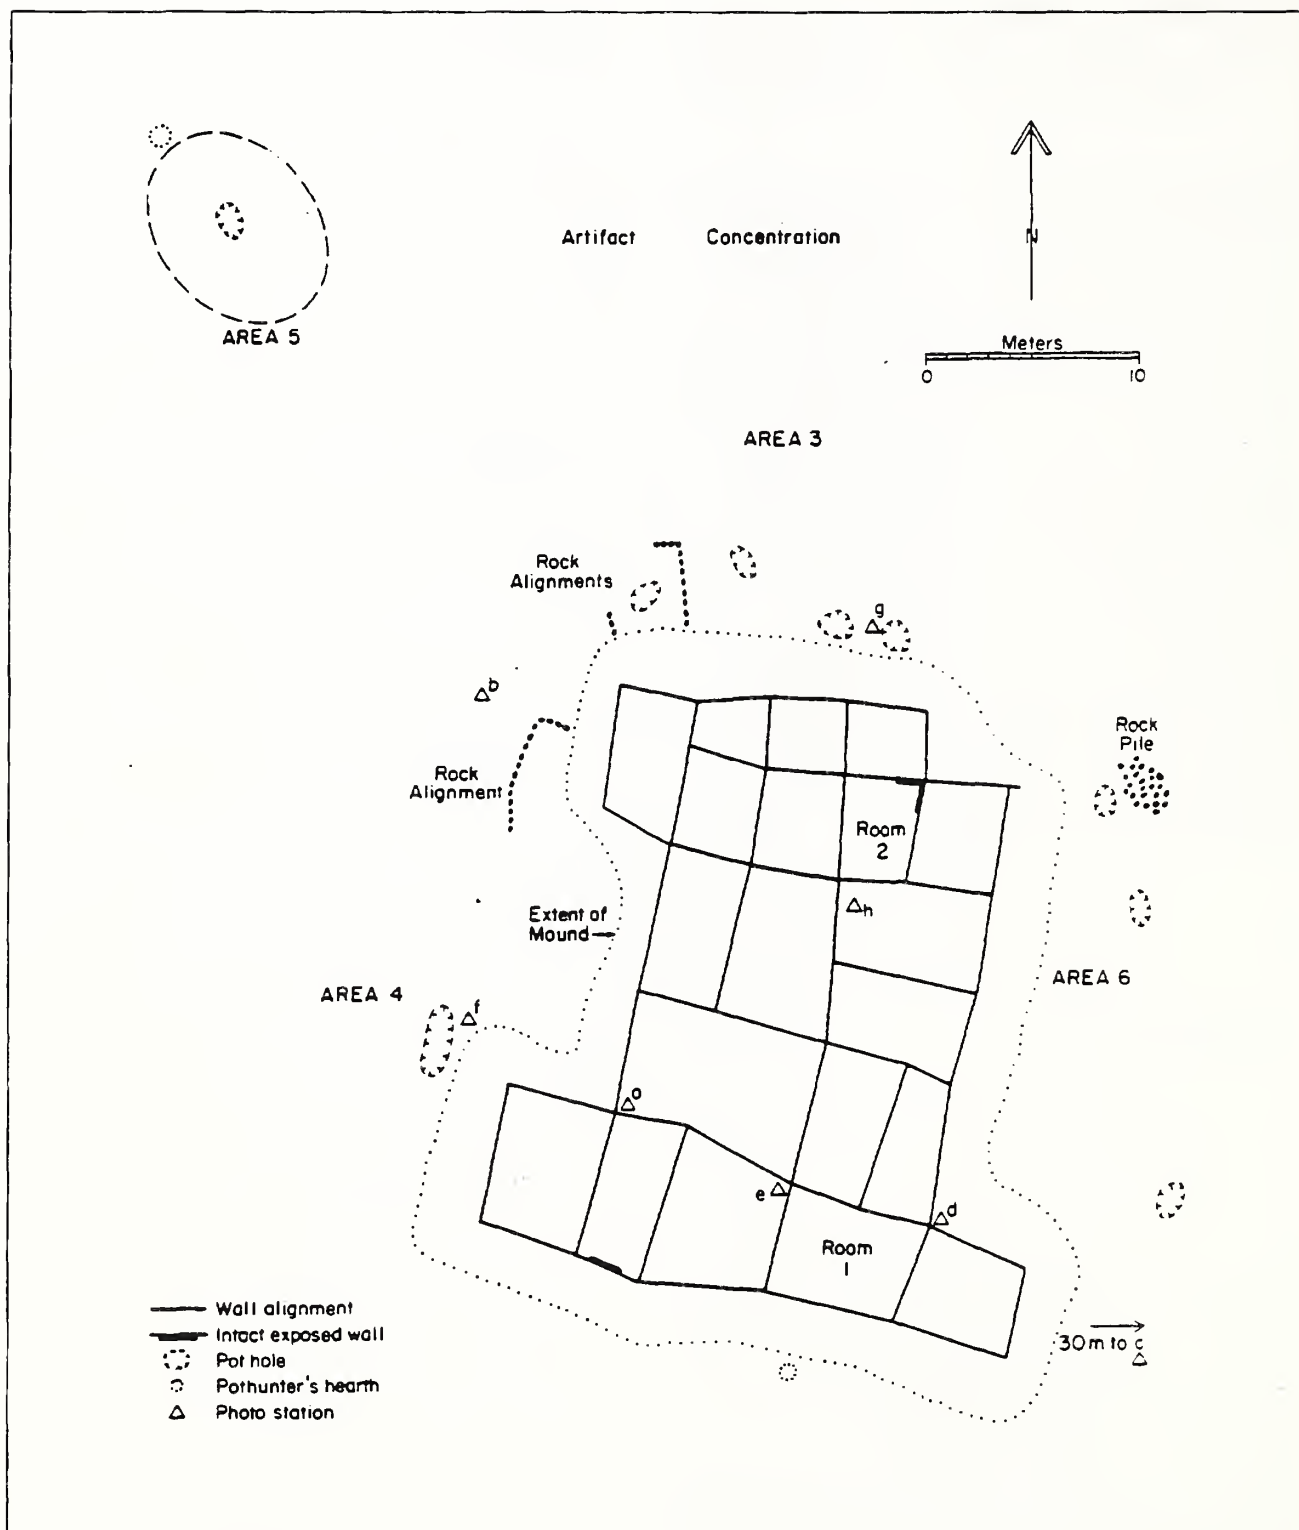 Artifact Concentration
N
Meters
0 10
AREA 5
AREA 3
Rock
Alignments
g
b
Rock
Pile
Rock
Alignment
Room
2
h
Extent of
Mound
AREA 6
AREA 4
f
a
e
d
Room
1
Wall alignment
Intact exposed wall
Pot hole
Pothunter's hearth
Photo station
30 m to c